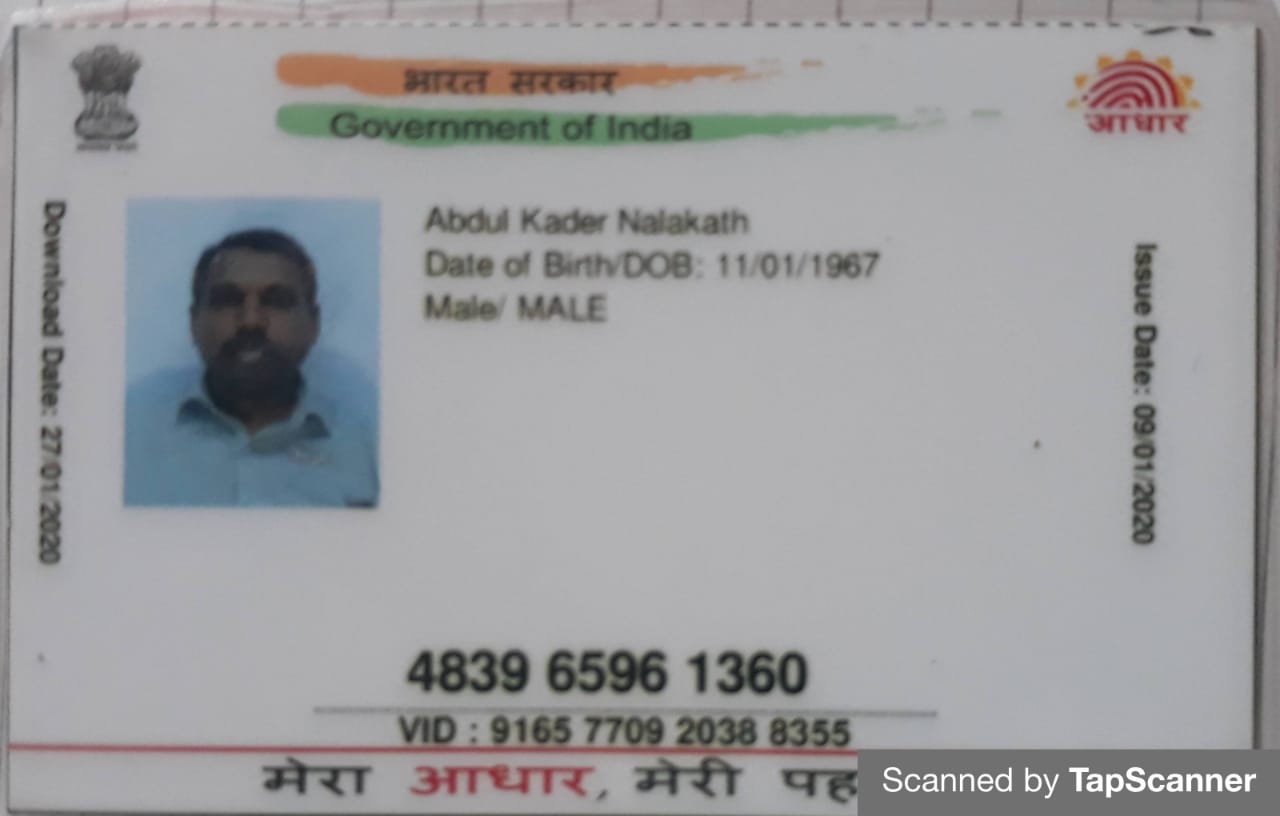 भारत सरकार
Government of India
आधार
Download Date: 27/01/2020
Abdul Kader Nalakath
Date of Birth/DOB: 11/01/1967
Male/ MALE
Issue Date: 09/01/2020
4839 6596 1360
VID : 9165 7709 2038 8355
मेरा आधार, मेरी पह
Scanned by TapScanner